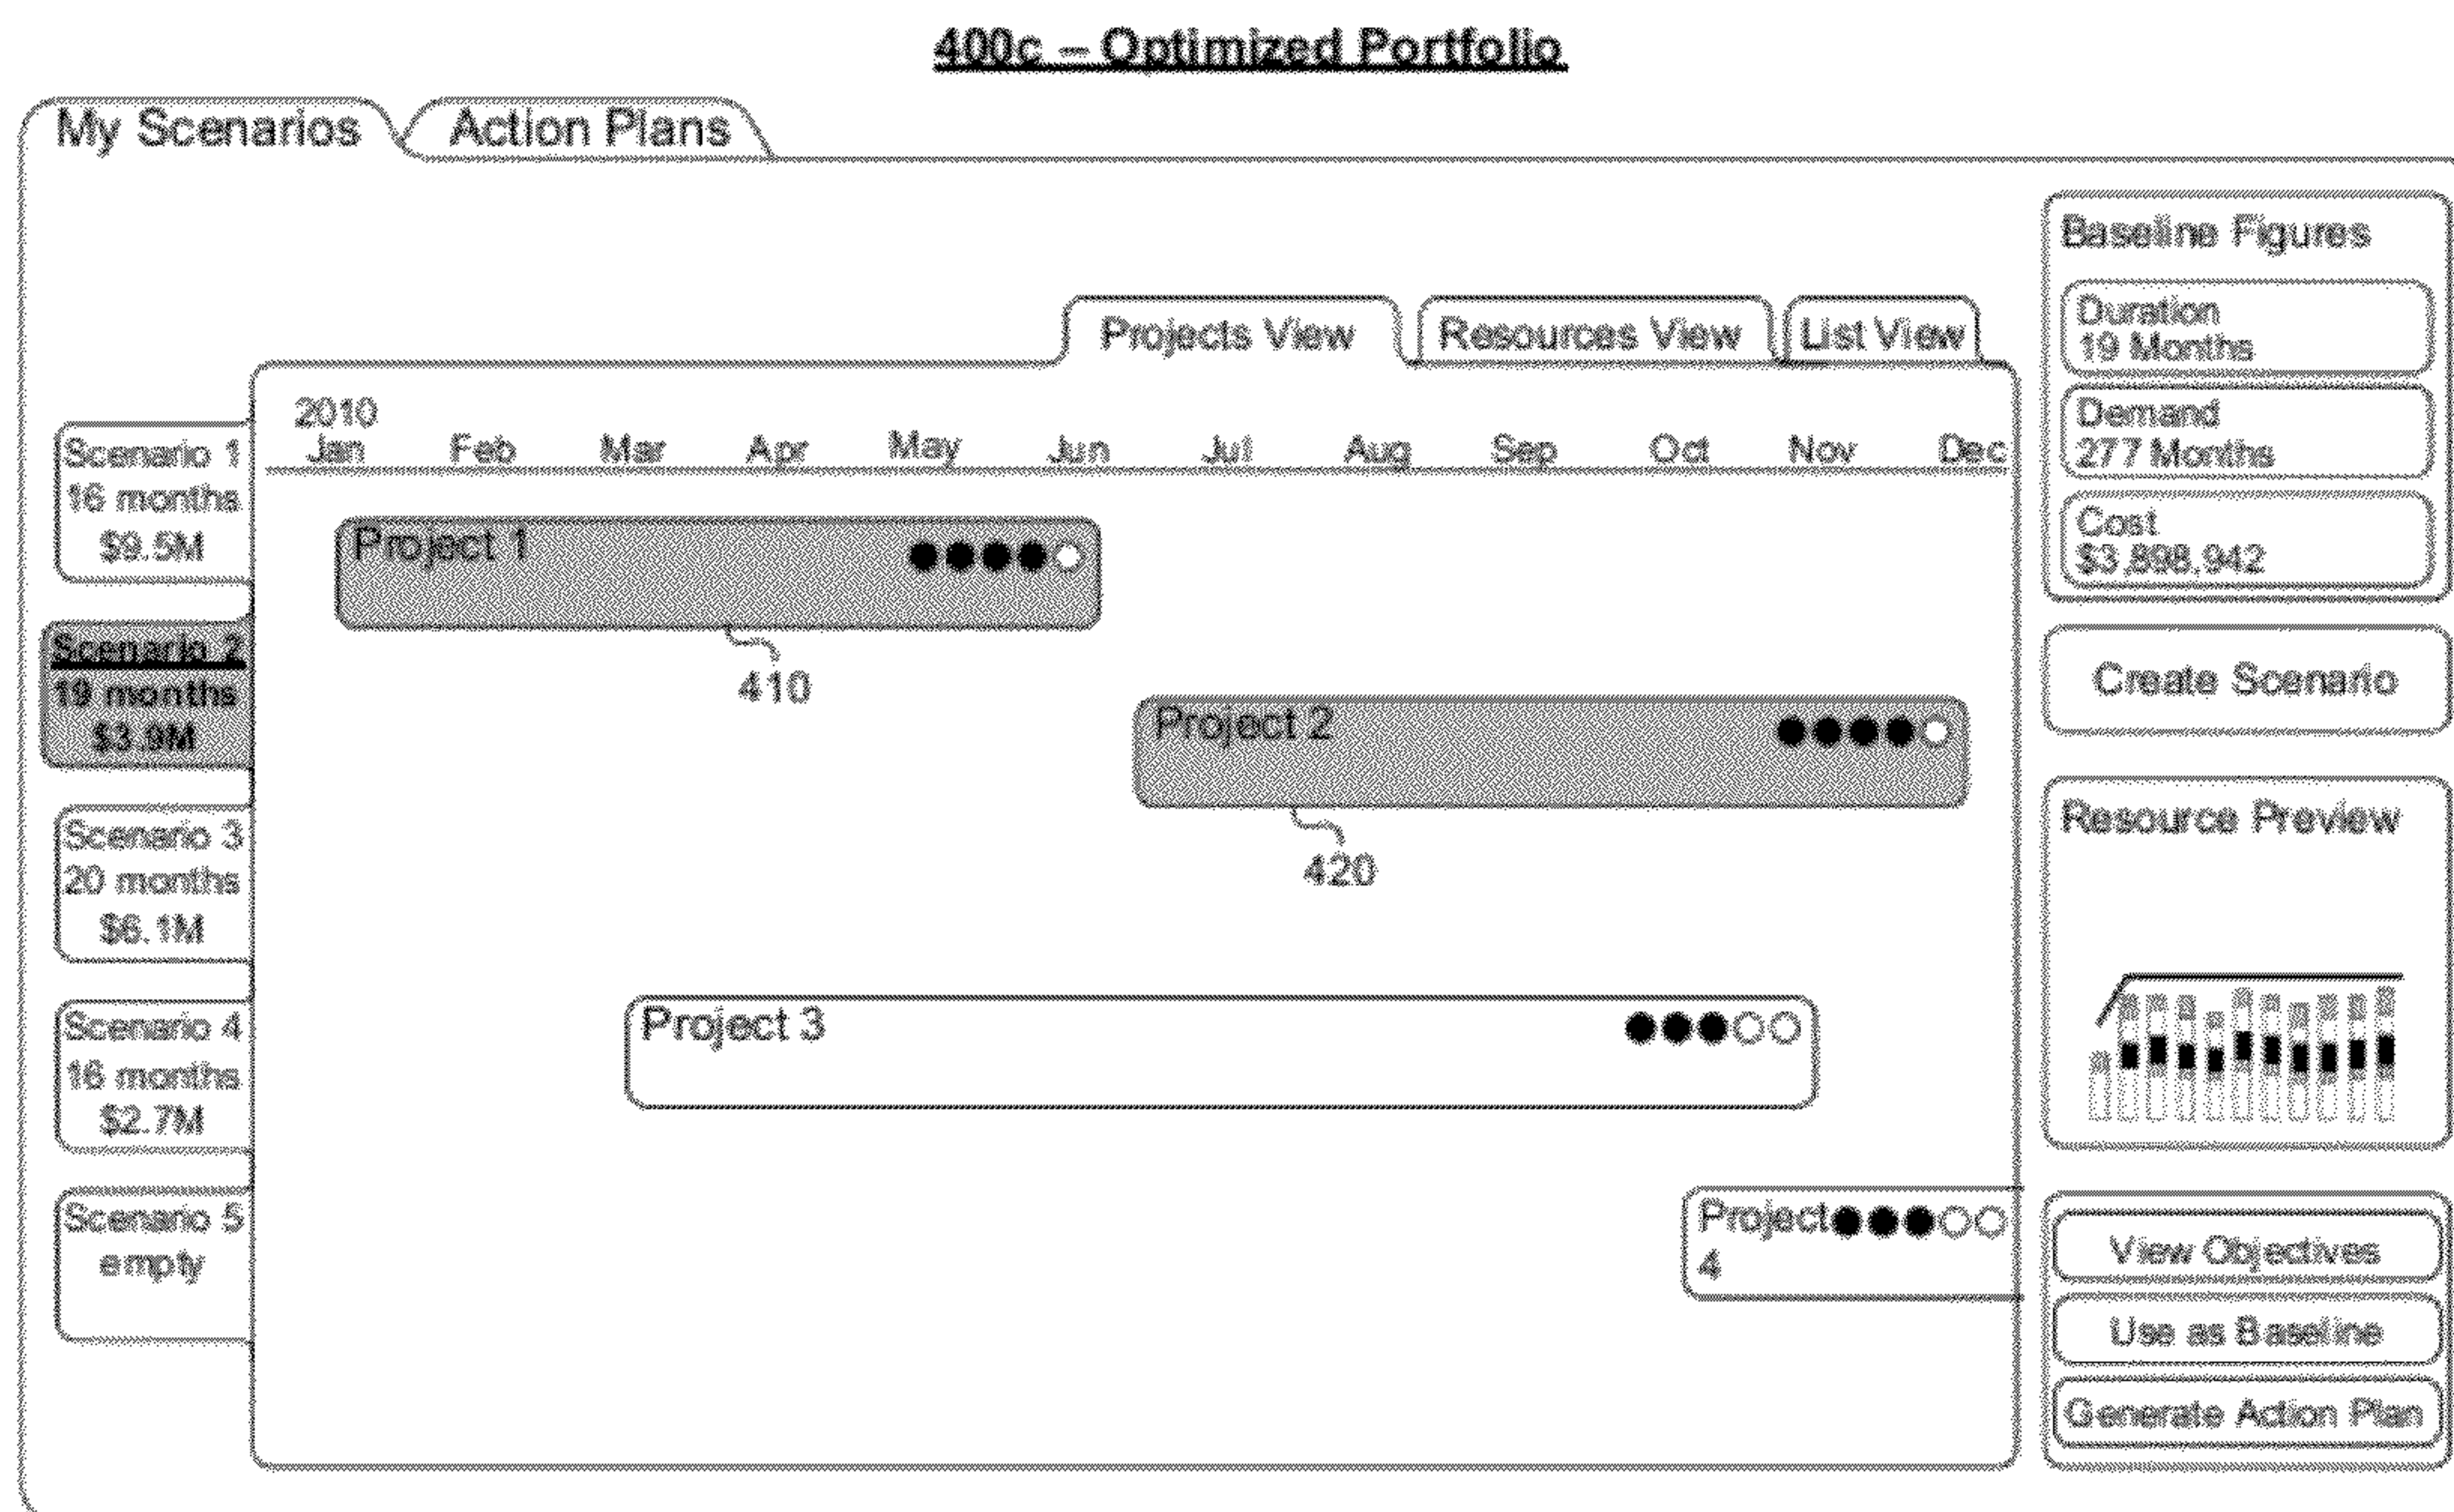 400c – Optimized Portfolio
My Scenarios
Action Plans
Projects View
Resources View
List View
2010
Jan Feb Mar Apr May Jun Jul Aug Sep Oct Nov Dec
Scenario 1
16 months
$9.5M
Scenario 2
19 months
$3.9M
Scenario 3
20 months
$6.1M
Scenario 4
16 months
$2.7M
Scenario 5
empty
Project 1
410
Project 2
420
Project 3
Project
4
Baseline Figures
Duration
19 Months
Demand
277 Months
Cost
$3,898,942
Create Scenario
Resource Preview
View Objectives
Use as Baseline
Generate Action Plan